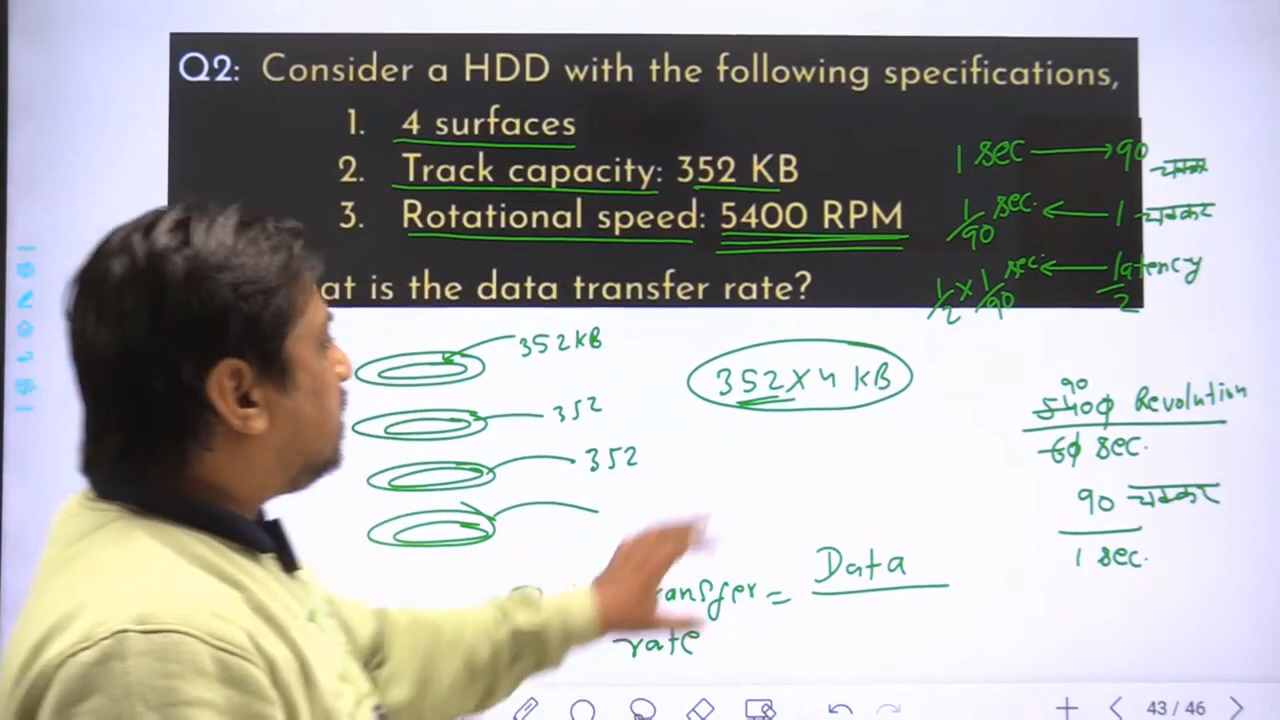 Q2: Consider a HDD with the following specifications,
1. 4 surfaces
2. Track capacity: 352 KB
3. Rotational speed: 5400 RPM
at is the data transfer rate?
1 sec → 90 चक्कर
1/90 sec. ← 1 चक्कर
1/2 × 1/90 sec ← latency/2
352 KB
352
352
352 × 4 KB
90
5400 Revolution
60 sec.
90 चक्कर
1 sec.
ransfer = Data
rate
43 / 46